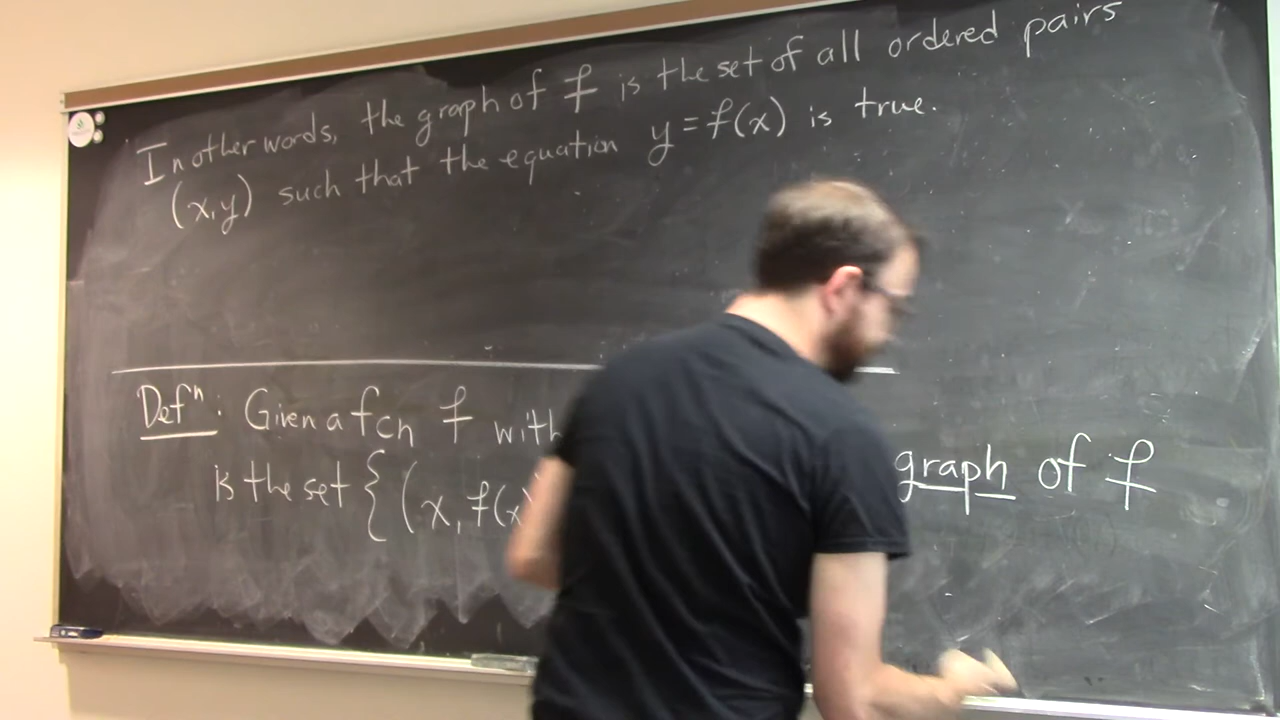 In other words, the graph of f is the set of all ordered pairs
(x,y) such that the equation y = f(x) is true.
Defⁿ: Given a fcn f with graph of f
is the set { (x, f(x)